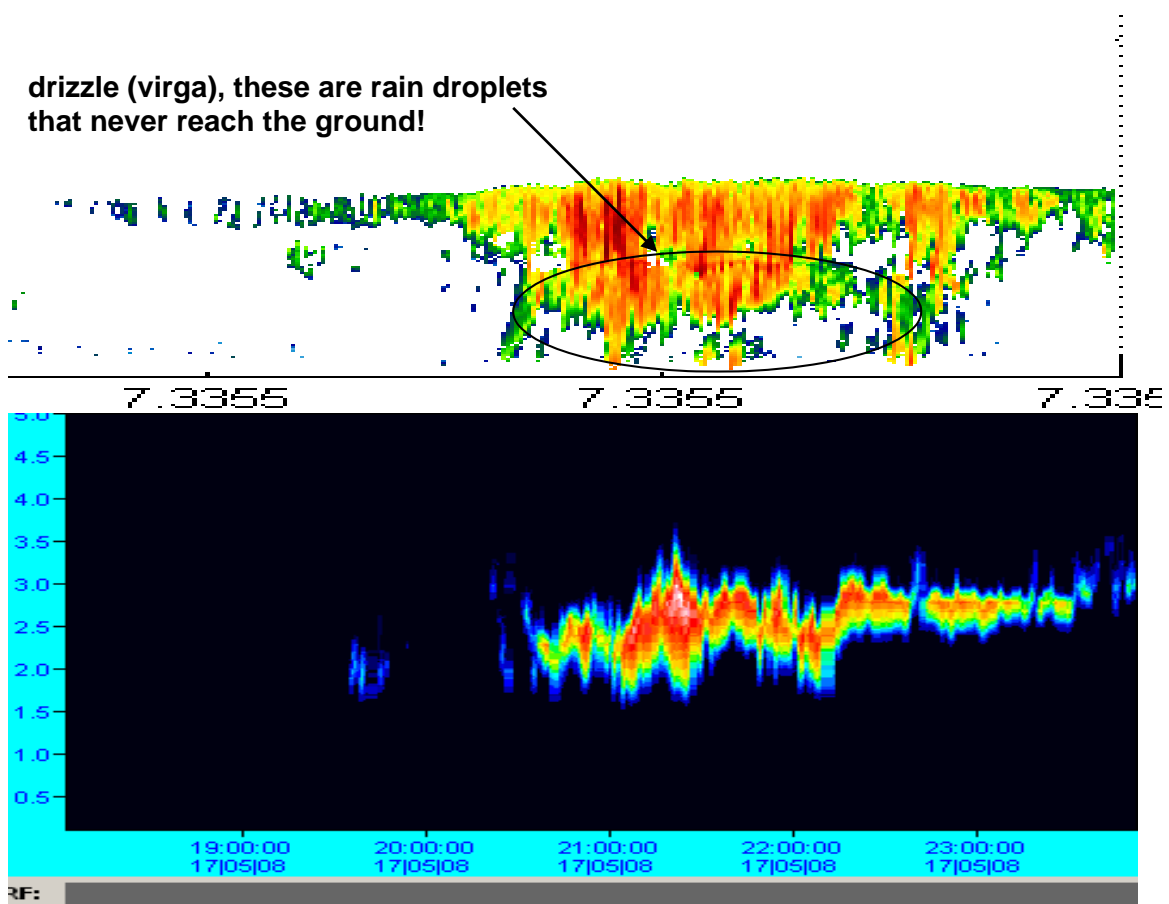 drizzle (virga), these are rain droplets
that never reach the ground!
7.3355 7.3355 7.335
5.0
4.5
4.0
3.5
3.0
2.5
2.0
1.5
1.0
0.5
19:00:00 20:00:00 21:00:00 22:00:00 23:00:00
17|05|08 17|05|08 17|05|08 17|05|08 17|05|08
RF: